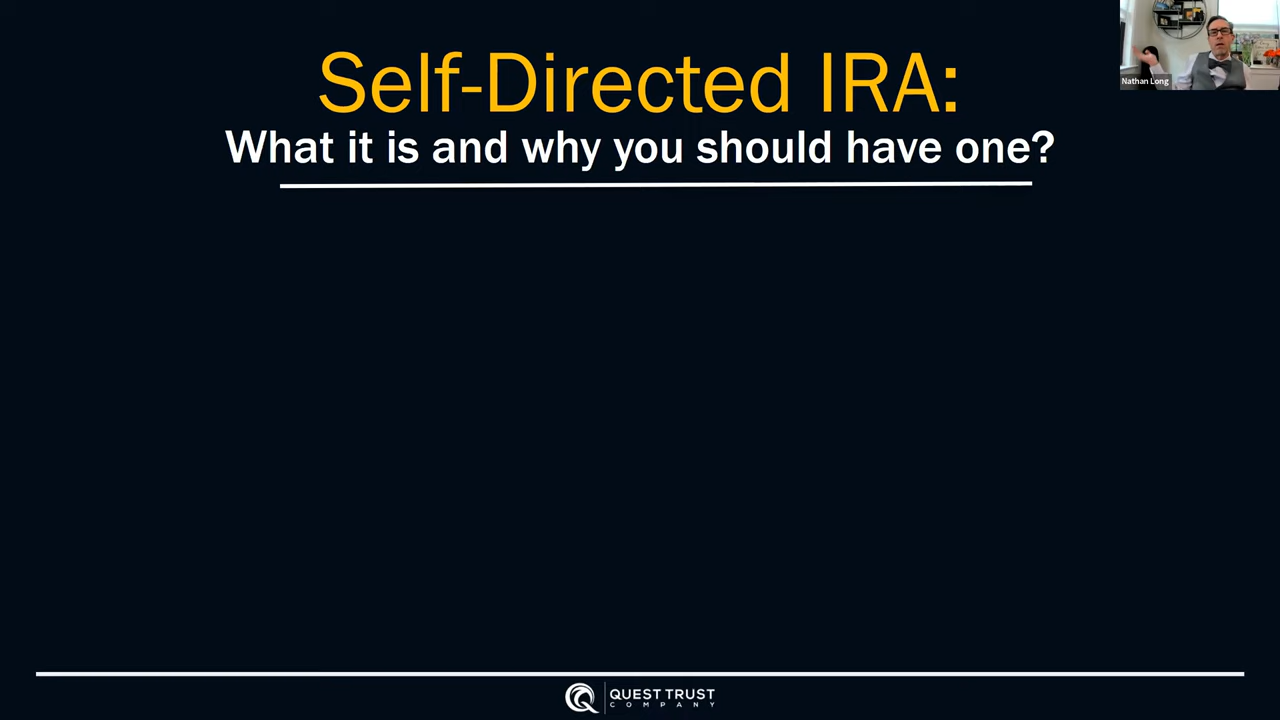 Self-Directed IRA:
What it is and why you should have one?
Nathan Long
QUEST TRUST
COMPANY